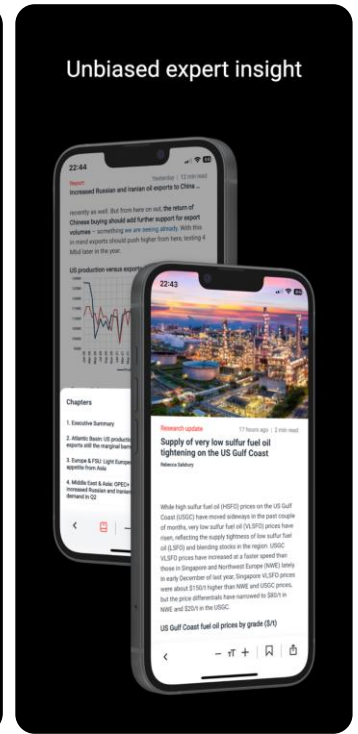 Unbiased expert insight
22:44
Report
Yesterday | 12 min read
Increased Russian and Iranian oil exports to China ...
recently as well. But from here on out, the return of
Chinese buying should add further support for export
volumes – something we are seeing already. With this
in mind exports should push higher from here, testing 4
Mbd later in the year.
US production versus exports
Chapters
1. Executive Summary
2. Atlantic Basin: US production
exports still the marginal barrel
3. Europe & FSU: Light European
appetite from Asia
4. Middle East & Asia: OPEC+
increased Russian and Iranian
demand in Q2
22:43
Research update
17 hours ago | 2 min read
Supply of very low sulfur fuel oil
tightening on the US Gulf Coast
Rebecca Salsbury
While high sulfur fuel oil (HSFO) prices on the US Gulf
Coast (USGC) have moved sideways in the past couple
of months, very low sulfur fuel oil (VLSFO) prices have
risen, reflecting the supply tightness of low sulfur fuel
oil (LSFO) and blending stocks in the region. USGC
VLSFO prices have increased at a faster speed than
those in Singapore and Northwest Europe (NWE) lately
in early December of last year, Singapore VLSFO prices
were about $150/t higher than NWE and USGC prices,
but the price differentials have narrowed to $80/t in
NWE and $20/t in the USGC.
US Gulf Coast fuel oil prices by grade ($/t)
− тT +